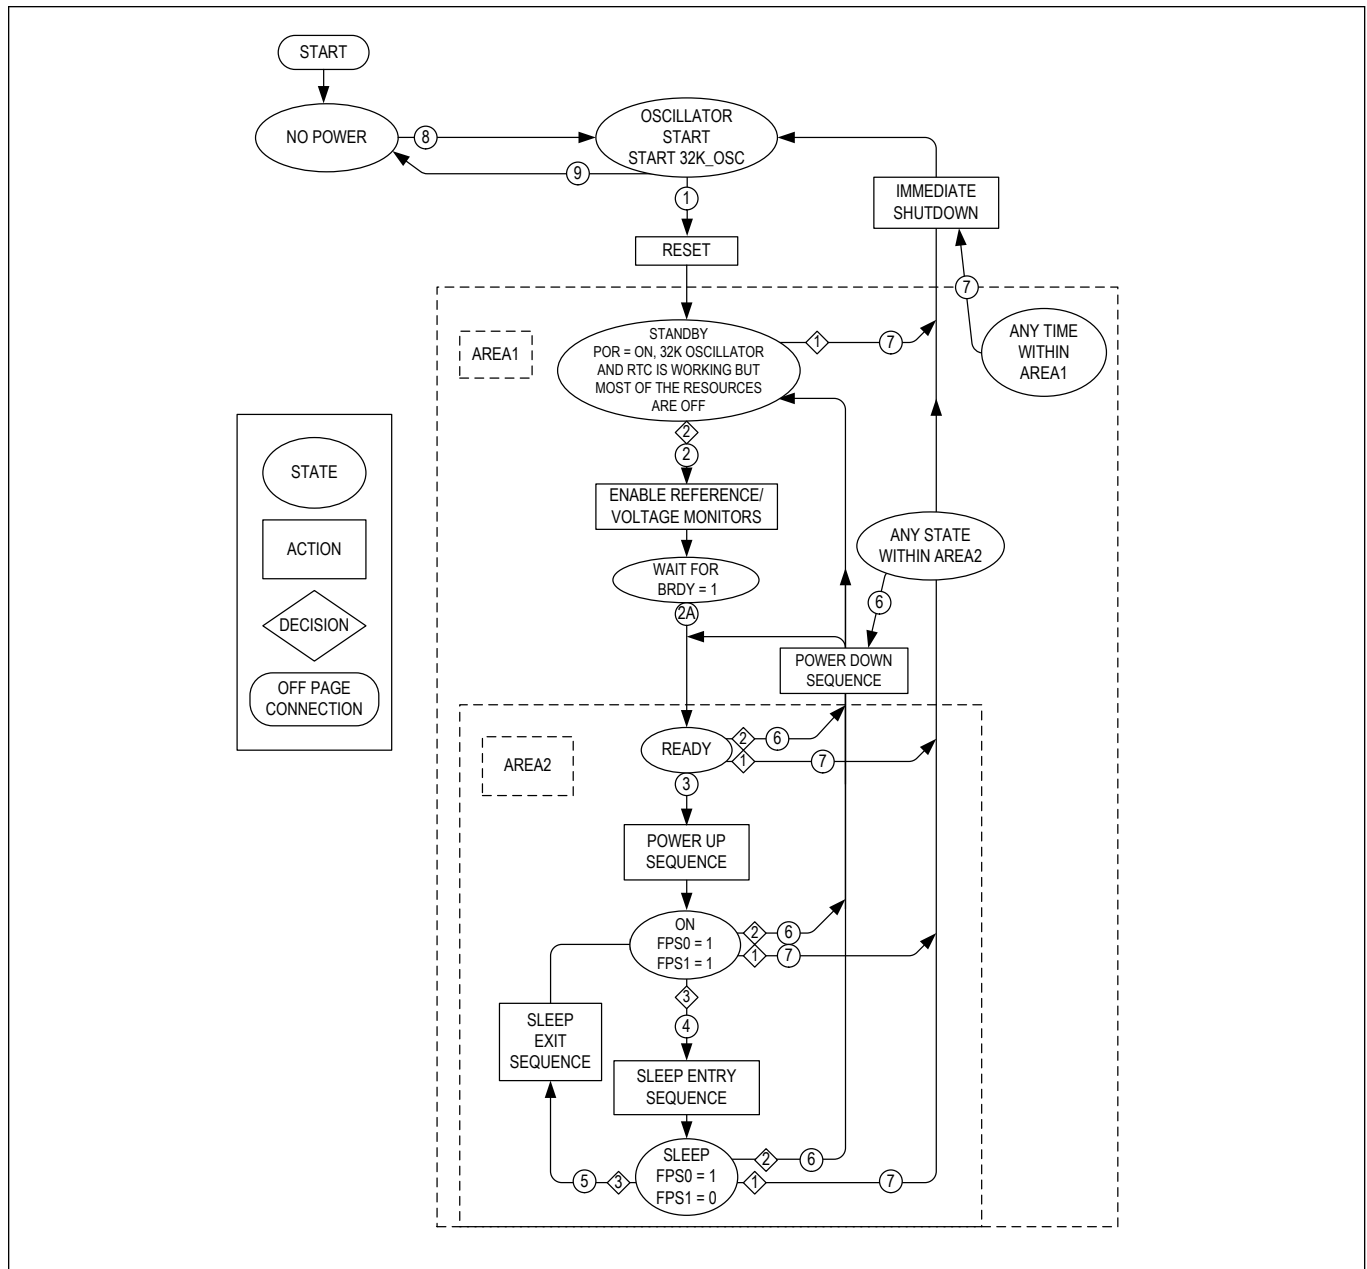 START
NO POWER
8
OSCILLATOR
START
START 32K_OSC
9
1
IMMEDIATE
SHUTDOWN
RESET
7
AREA1
STANDBY
POR = ON, 32K OSCILLATOR
AND RTC IS WORKING BUT
MOST OF THE RESOURCES
ARE OFF
1
7
ANY TIME
WITHIN
AREA1
2
2
STATE
ACTION
DECISION
OFF PAGE
CONNECTION
ENABLE REFERENCE/
VOLTAGE MONITORS
ANY STATE
WITHIN AREA2
WAIT FOR
BRDY = 1
6
2A
POWER DOWN
SEQUENCE
AREA2
READY
2 6
1 7
3
POWER UP
SEQUENCE
ON
FPS0 = 1
FPS1 = 1
2 6
1 7
3
4
SLEEP
EXIT
SEQUENCE
SLEEP ENTRY
SEQUENCE
SLEEP
FPS0 = 1
FPS1 = 0
2 6
5 3
1 7